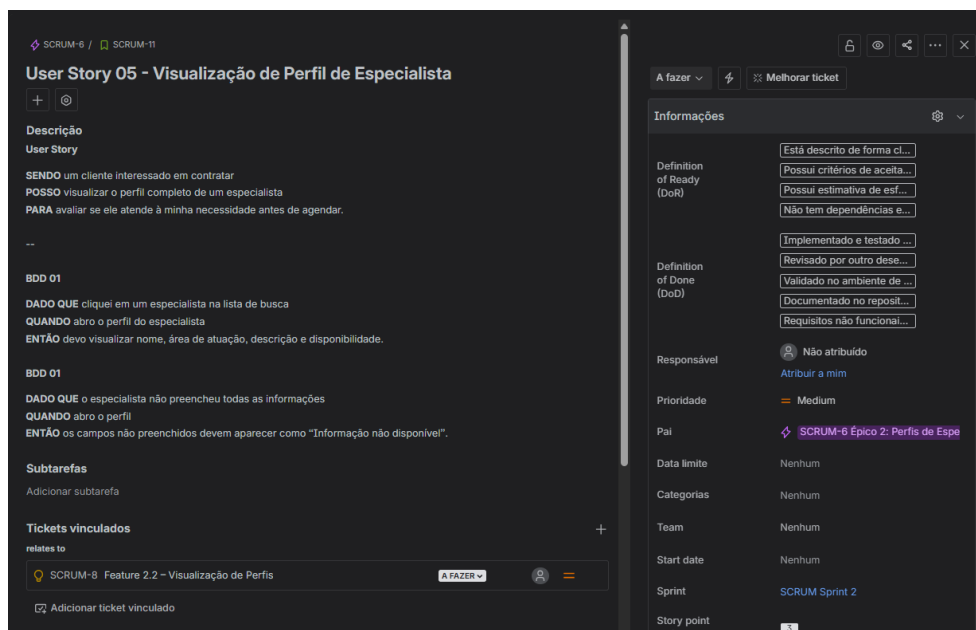 SCRUM-6 / SCRUM-11
User Story 05 - Visualização de Perfil de Especialista
Descrição
User Story
SENDO um cliente interessado em contratar
POSSO visualizar o perfil completo de um especialista
PARA avaliar se ele atende à minha necessidade antes de agendar.
--
BDD 01
DADO QUE cliquei em um especialista na lista de busca
QUANDO abro o perfil do especialista
ENTÃO devo visualizar nome, área de atuação, descrição e disponibilidade.
BDD 01
DADO QUE o especialista não preencheu todas as informações
QUANDO abro o perfil
ENTÃO os campos não preenchidos devem aparecer como “Informação não disponível”.
Subtarefas
Adicionar subtarefa
Tickets vinculados
relates to
SCRUM-8 Feature 2.2 – Visualização de Perfis A FAZER
Adicionar ticket vinculado
A fazer Melhorar ticket
Informações
Definition
of Ready
(DoR)
Está descrito de forma cl...
Possui critérios de aceita...
Possui estimativa de esf...
Não tem dependências e...
Definition
of Done
(DoD)
Implementado e testado ...
Revisado por outro dese...
Validado no ambiente de ...
Documentado no reposit...
Requisitos não funcionai...
Responsável Não atribuído
Atribuir a mim
Prioridade Medium
Pai SCRUM-6 Épico 2: Perfis de Espe
Data limite Nenhum
Categorias Nenhum
Team Nenhum
Start date Nenhum
Sprint SCRUM Sprint 2
Story point 3